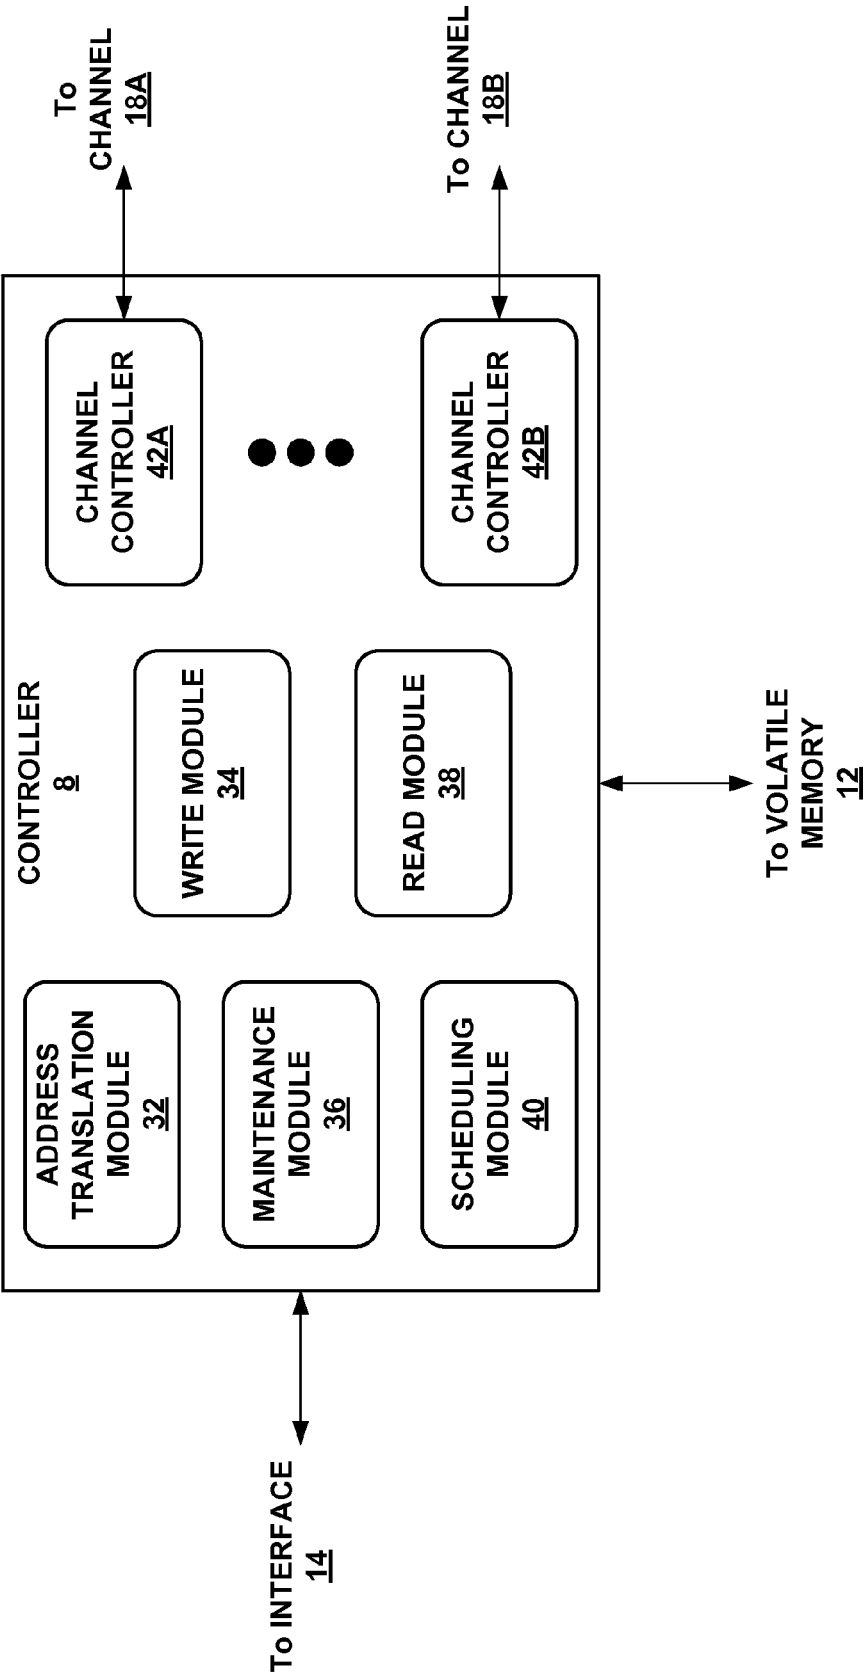 CONTROLLER
8
ADDRESS
TRANSLATION
MODULE
32
MAINTENANCE
MODULE
36
SCHEDULING
MODULE
40
WRITE MODULE
34
READ MODULE
38
CHANNEL
CONTROLLER
42A
CHANNEL
CONTROLLER
42B
To
CHANNEL
18A
To CHANNEL
18B
To INTERFACE
14
To VOLATILE
MEMORY
12